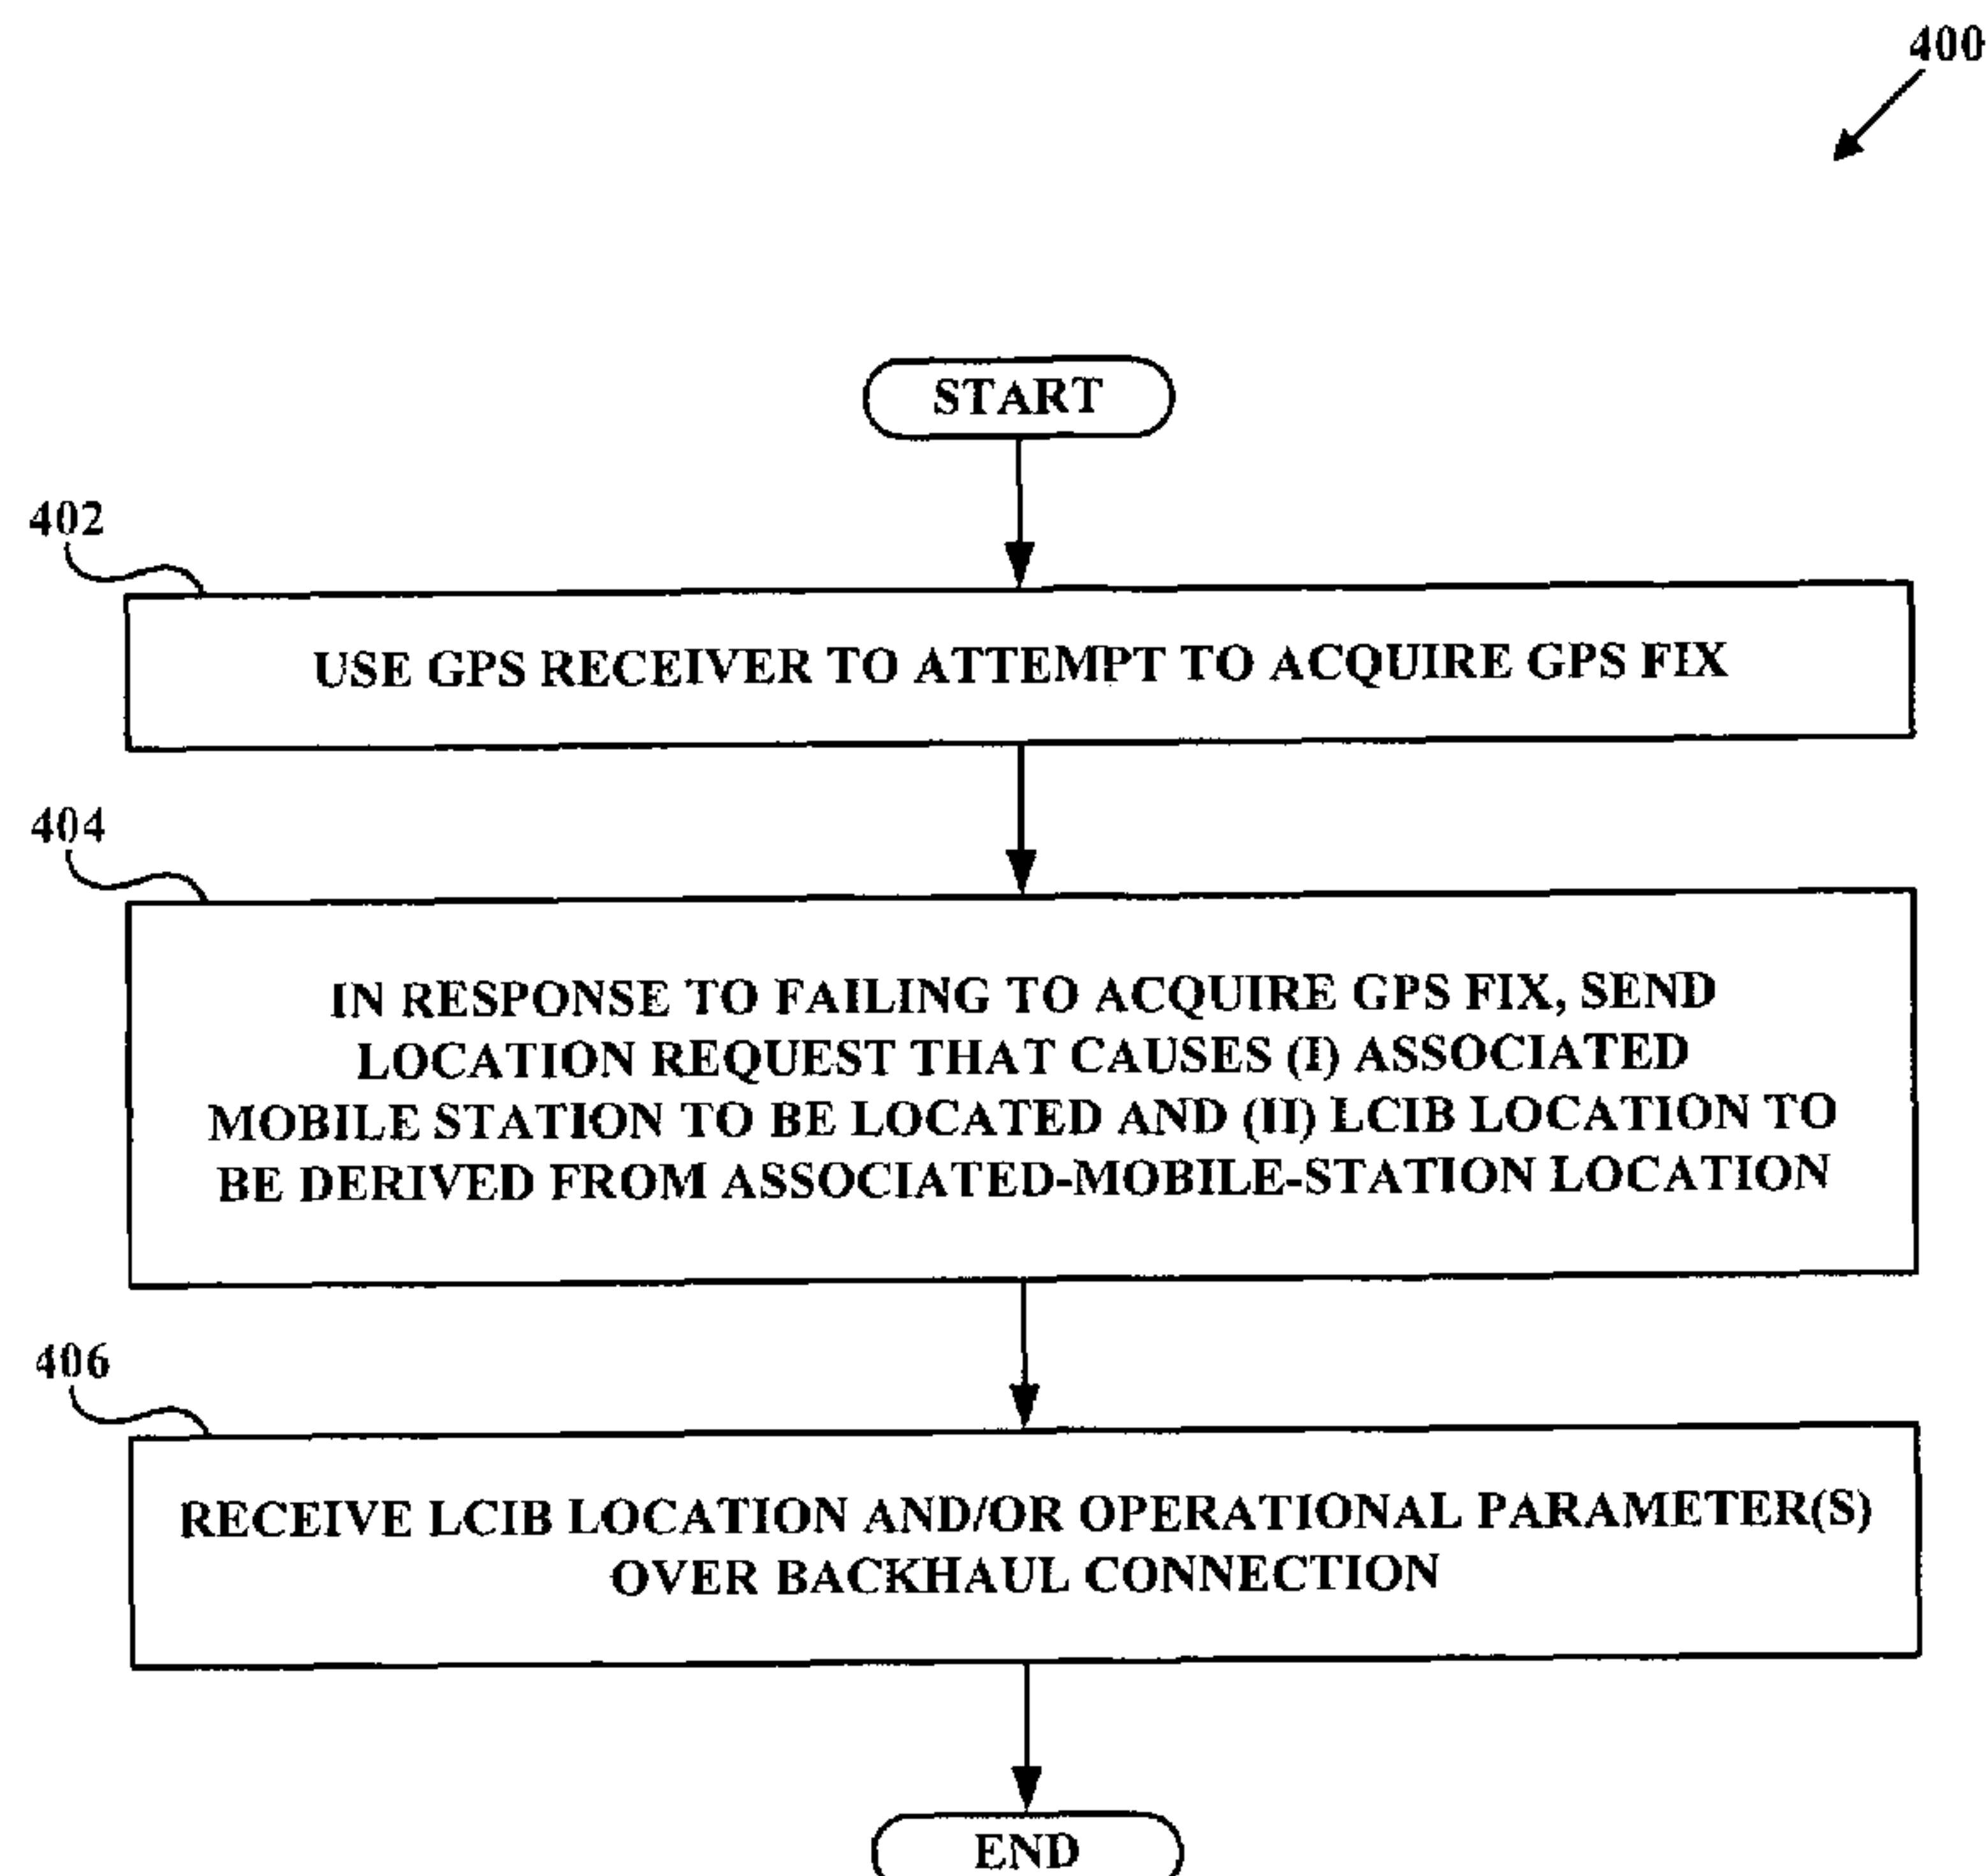 400
START
402
USE GPS RECEIVER TO ATTEMPT TO ACQUIRE GPS FIX
404
IN RESPONSE TO FAILING TO ACQUIRE GPS FIX, SEND
LOCATION REQUEST THAT CAUSES (I) ASSOCIATED
MOBILE STATION TO BE LOCATED AND (II) LCIB LOCATION TO
BE DERIVED FROM ASSOCIATED-MOBILE-STATION LOCATION
406
RECEIVE LCIB LOCATION AND/OR OPERATIONAL PARAMETER(S)
OVER BACKHAUL CONNECTION
END